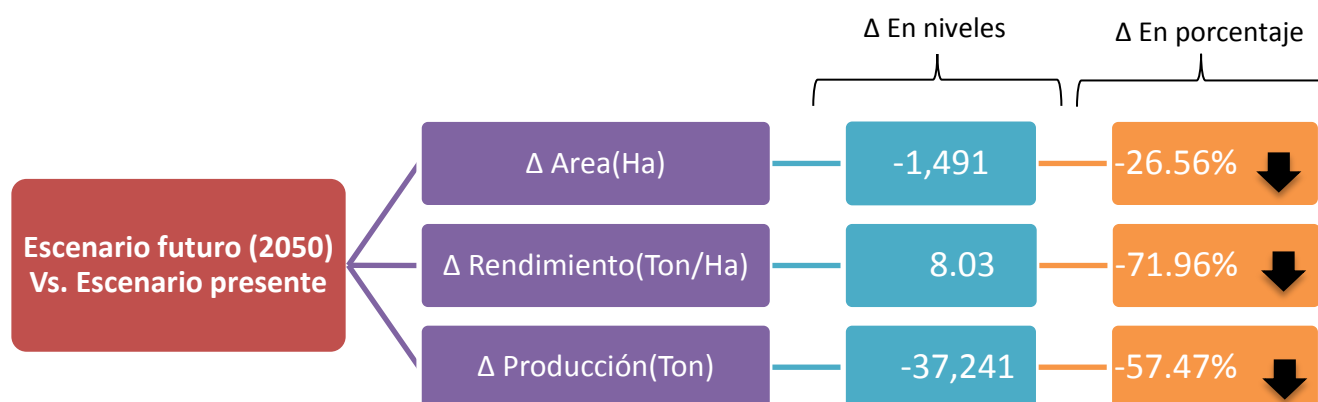 Δ En niveles
Δ En porcentaje
Δ Area(Ha)
-1,491
-26.56%
Escenario futuro (2050)
Vs. Escenario presente
Δ Rendimiento(Ton/Ha)
8.03
-71.96%
Δ Producción(Ton)
-37,241
-57.47%